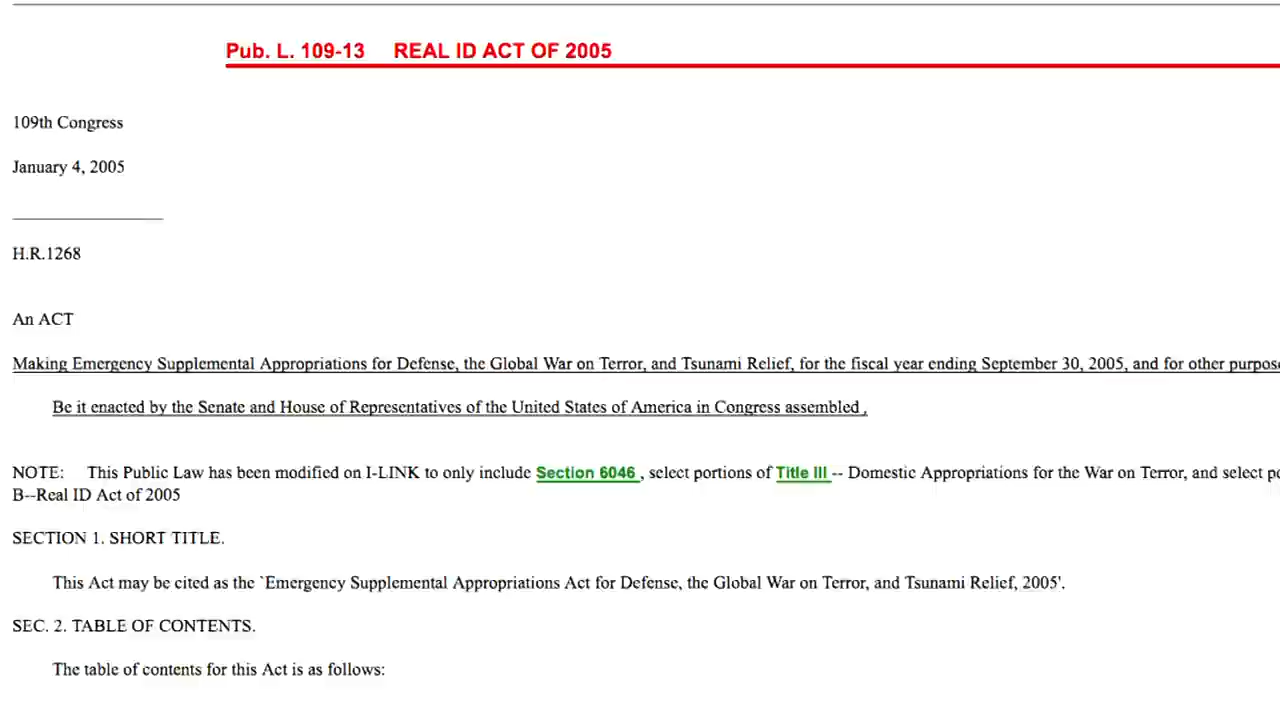 Pub. L. 109-13 REAL ID ACT OF 2005
109th Congress
January 4, 2005
H.R.1268
An ACT
Making Emergency Supplemental Appropriations for Defense, the Global War on Terror, and Tsunami Relief, for the fiscal year ending September 30, 2005, and for other
Be it enacted by the Senate and House of Representatives of the United States of America in Congress assembled ,
NOTE: This Public Law has been modified on I-LINK to only include Section 6046 , select portions of Title III -- Domestic Appropriations for the War on Terror, and select
B--Real ID Act of 2005
SECTION 1. SHORT TITLE.
This Act may be cited as the `Emergency Supplemental Appropriations Act for Defense, the Global War on Terror, and Tsunami Relief, 2005'.
SEC. 2. TABLE OF CONTENTS.
The table of contents for this Act is as follows: